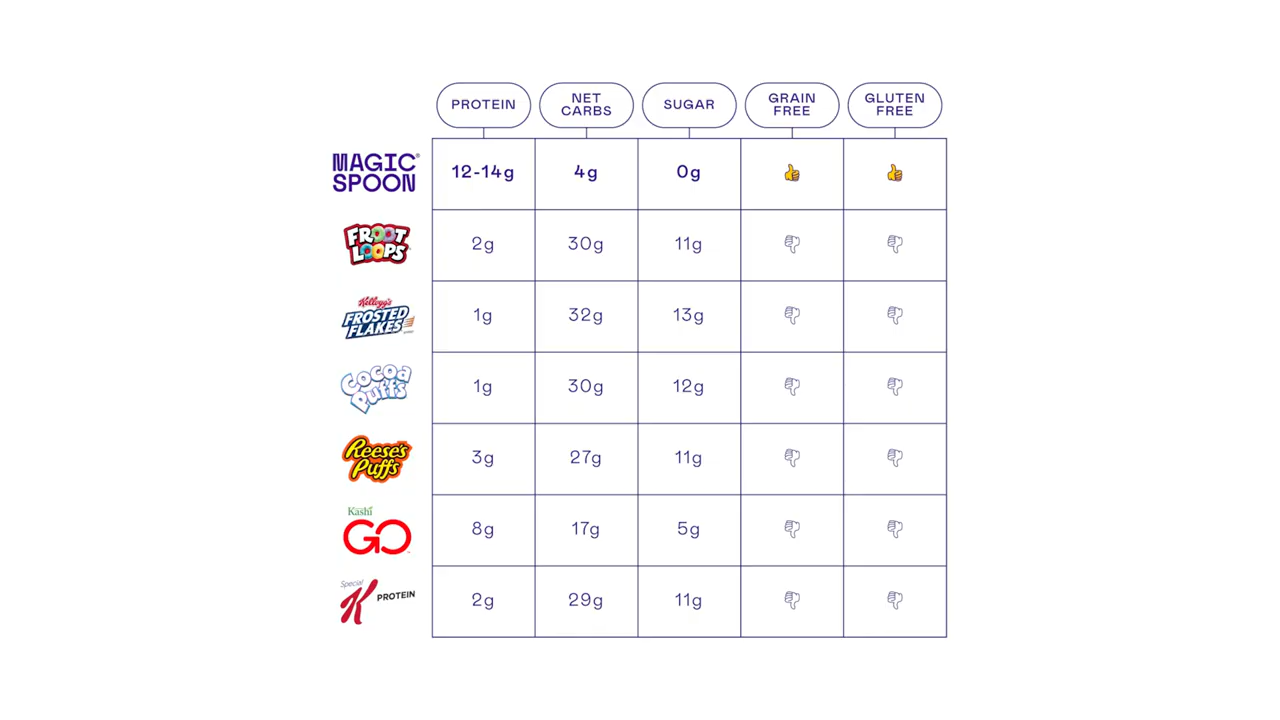 PROTEIN
NET
CARBS
SUGAR
GRAIN
FREE
GLUTEN
FREE
MAGIC®
SPOON
12-14g
4g
0g
FROOT
LOOPS
2g
30g
11g
Kellogg's
FROSTED
FLAKES
1g
32g
13g
COCOA
PUFFS
1g
30g
12g
REESE'S
PUFFS
3g
27g
11g
Kashi
GO
8g
17g
5g
Special
K PROTEIN
2g
29g
11g